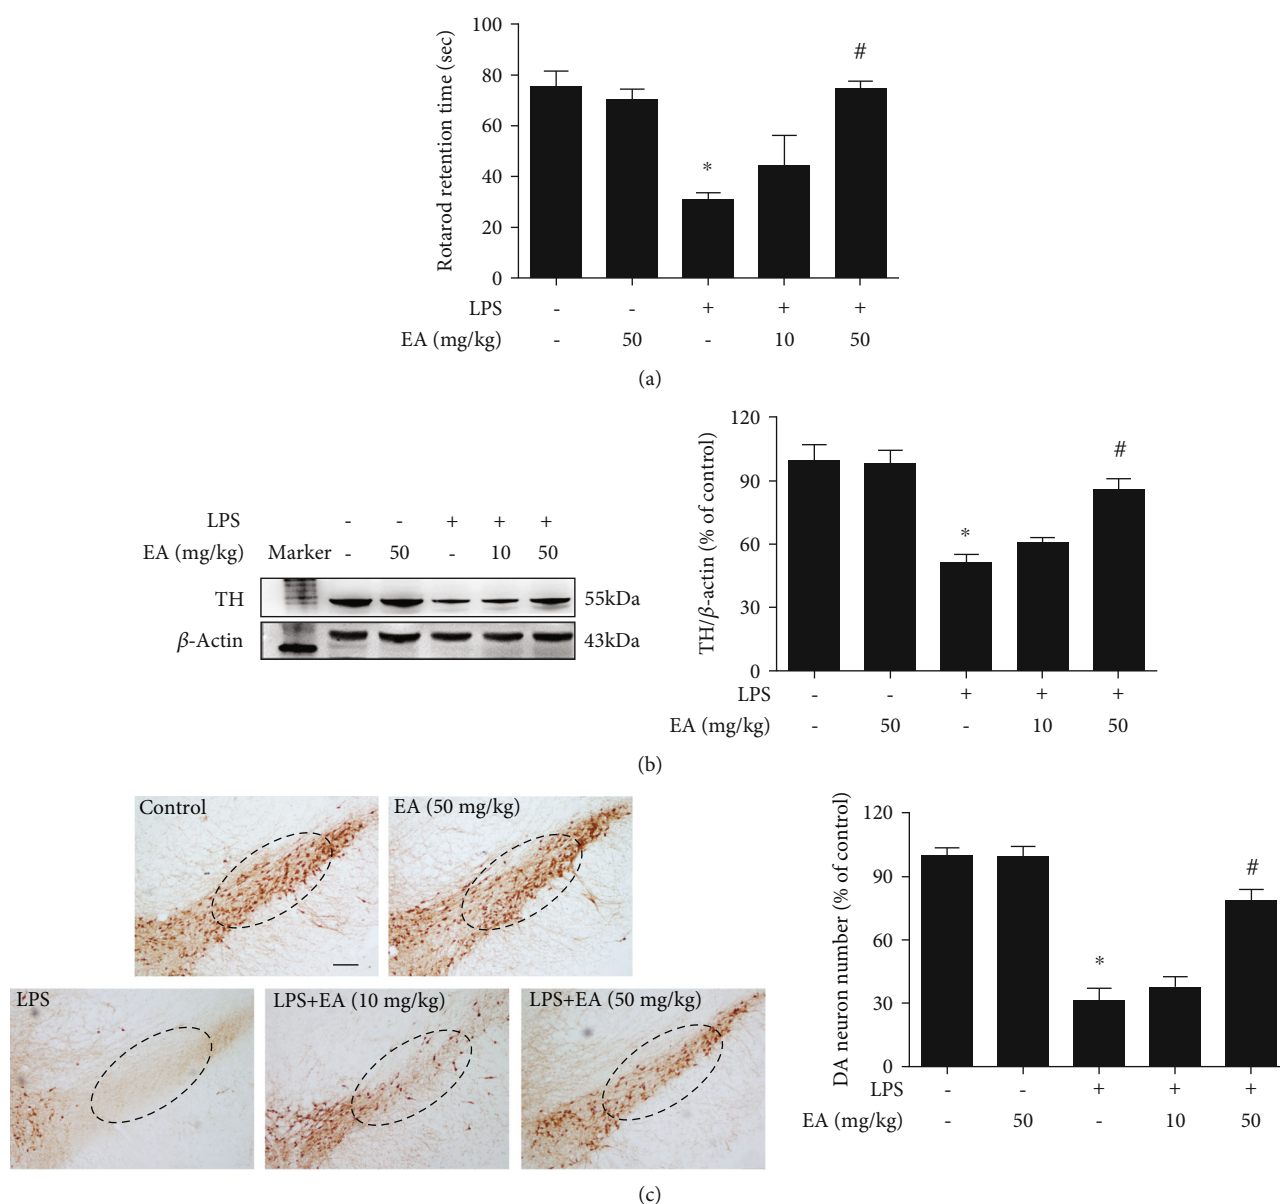 100
80
60
40
20
0
Rotarod retention time (sec)
*
#
LPS - - + + +
EA (mg/kg) - 50 - 10 50
(a)
LPS - - + + +
EA (mg/kg) Marker - 50 - 10 50
TH 55kDa
β-Actin 43kDa
120
90
60
30
0
TH/β-actin (% of control)
*
#
LPS - - + + +
EA (mg/kg) - 50 - 10 50
(b)
Control
EA (50 mg/kg)
LPS
LPS+EA (10 mg/kg)
LPS+EA (50 mg/kg)
120
90
60
30
0
DA neuron number (% of control)
*
#
LPS - - + + +
EA (mg/kg) - 50 - 10 50
(c)